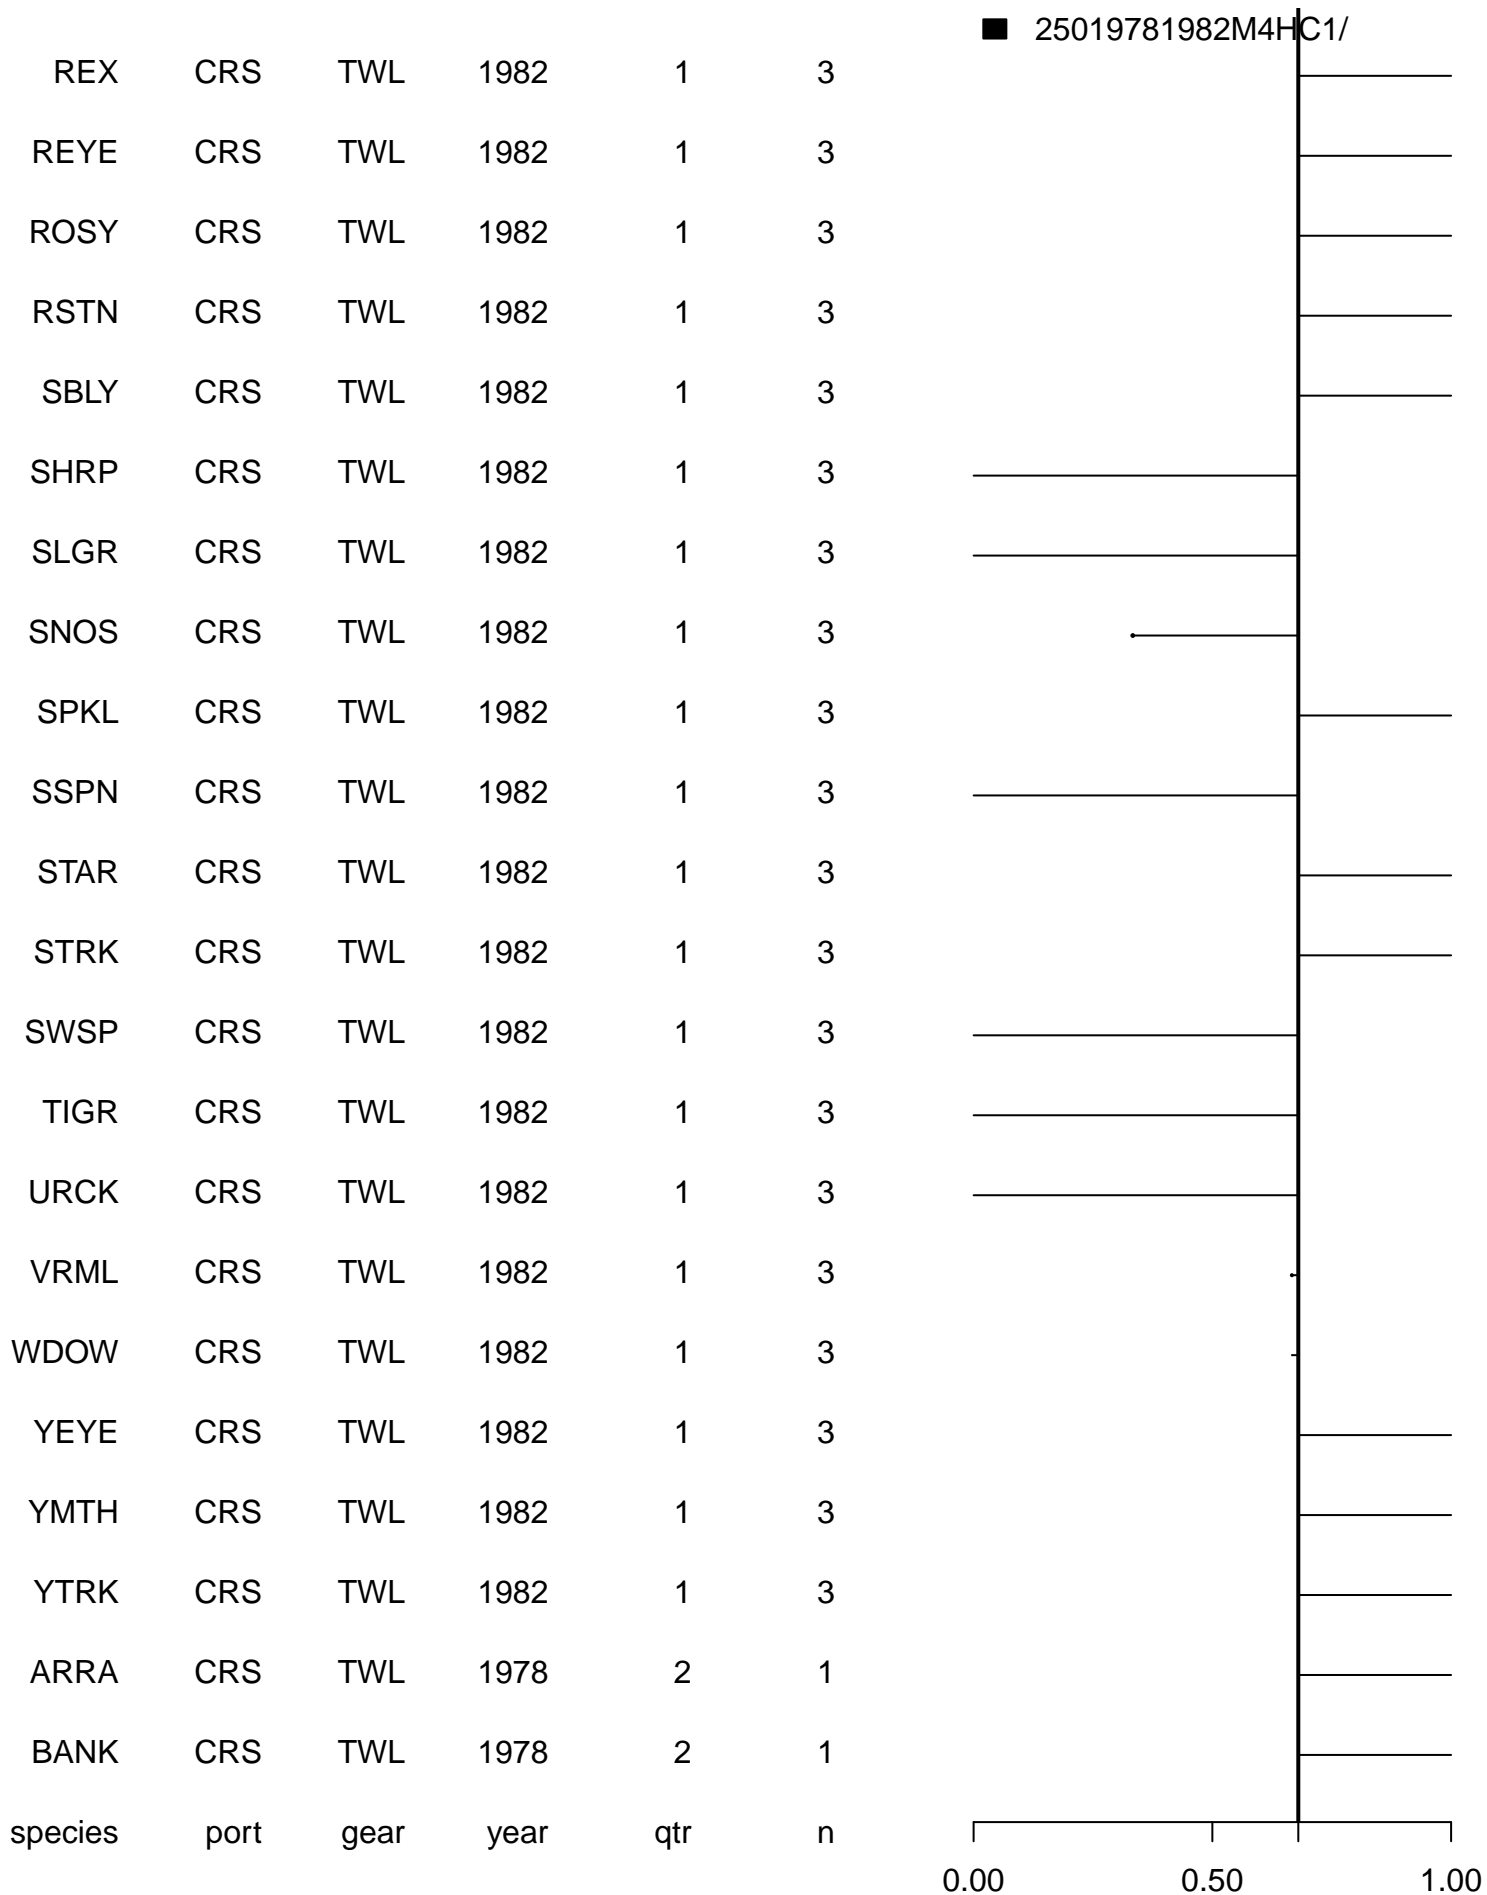 25019781982M4HC1/
REX CRS TWL 1982 1 3
REYE CRS TWL 1982 1 3
ROSY CRS TWL 1982 1 3
RSTN CRS TWL 1982 1 3
SBLY CRS TWL 1982 1 3
SHRP CRS TWL 1982 1 3
SLGR CRS TWL 1982 1 3
SNOS CRS TWL 1982 1 3
SPKL CRS TWL 1982 1 3
SSPN CRS TWL 1982 1 3
STAR CRS TWL 1982 1 3
STRK CRS TWL 1982 1 3
SWSP CRS TWL 1982 1 3
TIGR CRS TWL 1982 1 3
URCK CRS TWL 1982 1 3
VRML CRS TWL 1982 1 3
WDOW CRS TWL 1982 1 3
YEYE CRS TWL 1982 1 3
YMTH CRS TWL 1982 1 3
YTRK CRS TWL 1982 1 3
ARRA CRS TWL 1978 2 1
BANK CRS TWL 1978 2 1
species port gear year qtr n
0.00 0.50 1.00